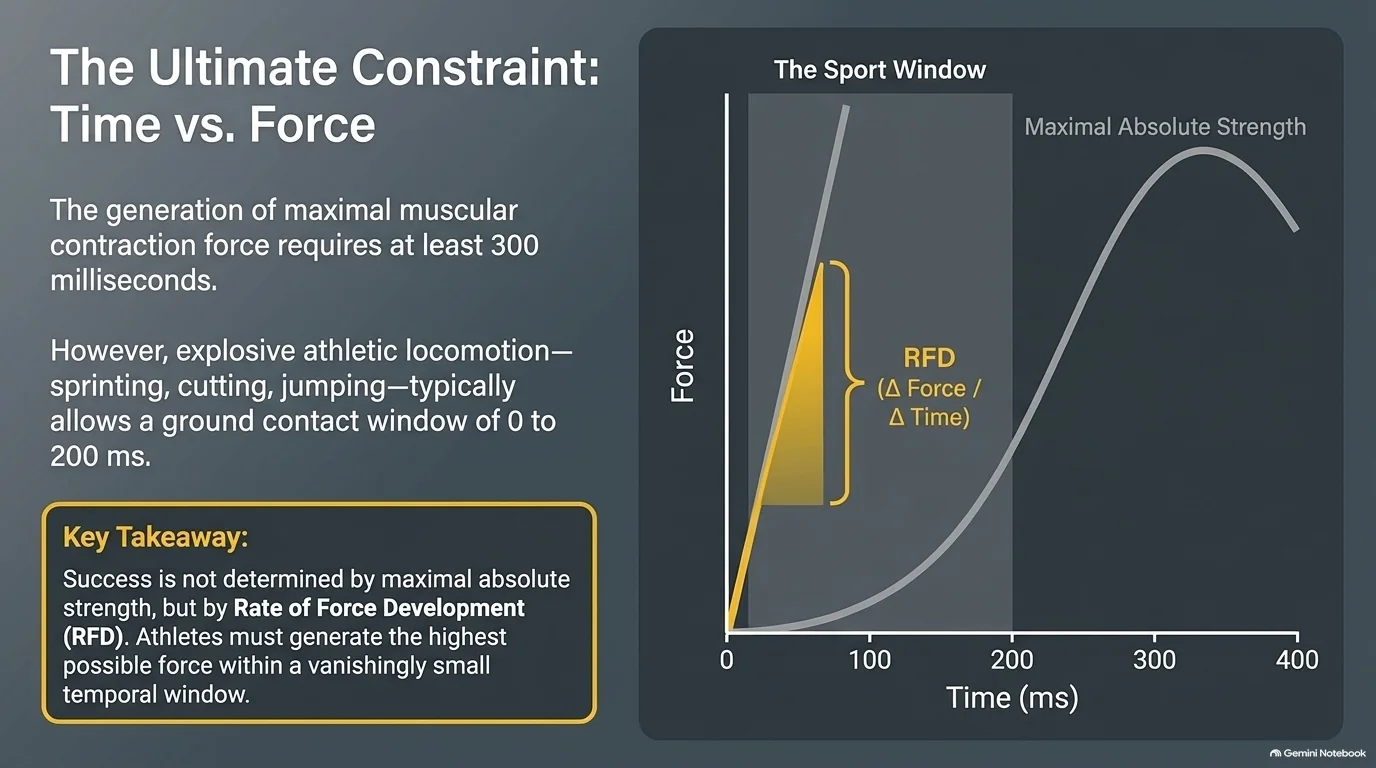 The Ultimate Constraint:
Time vs. Force
The generation of maximal muscular
contraction force requires at least 300
milliseconds.
However, explosive athletic locomotion—
sprinting, cutting, jumping—typically
allows a ground contact window of 0 to
200 ms.
Key Takeaway:
Success is not determined by maximal absolute
strength, but by Rate of Force Development
(RFD). Athletes must generate the highest
possible force within a vanishingly small
temporal window.
The Sport Window
Maximal Absolute Strength
Force
RFD
(Δ Force /
Δ Time)
0 100 200 300 400
Time (ms)
Gemini Notebook